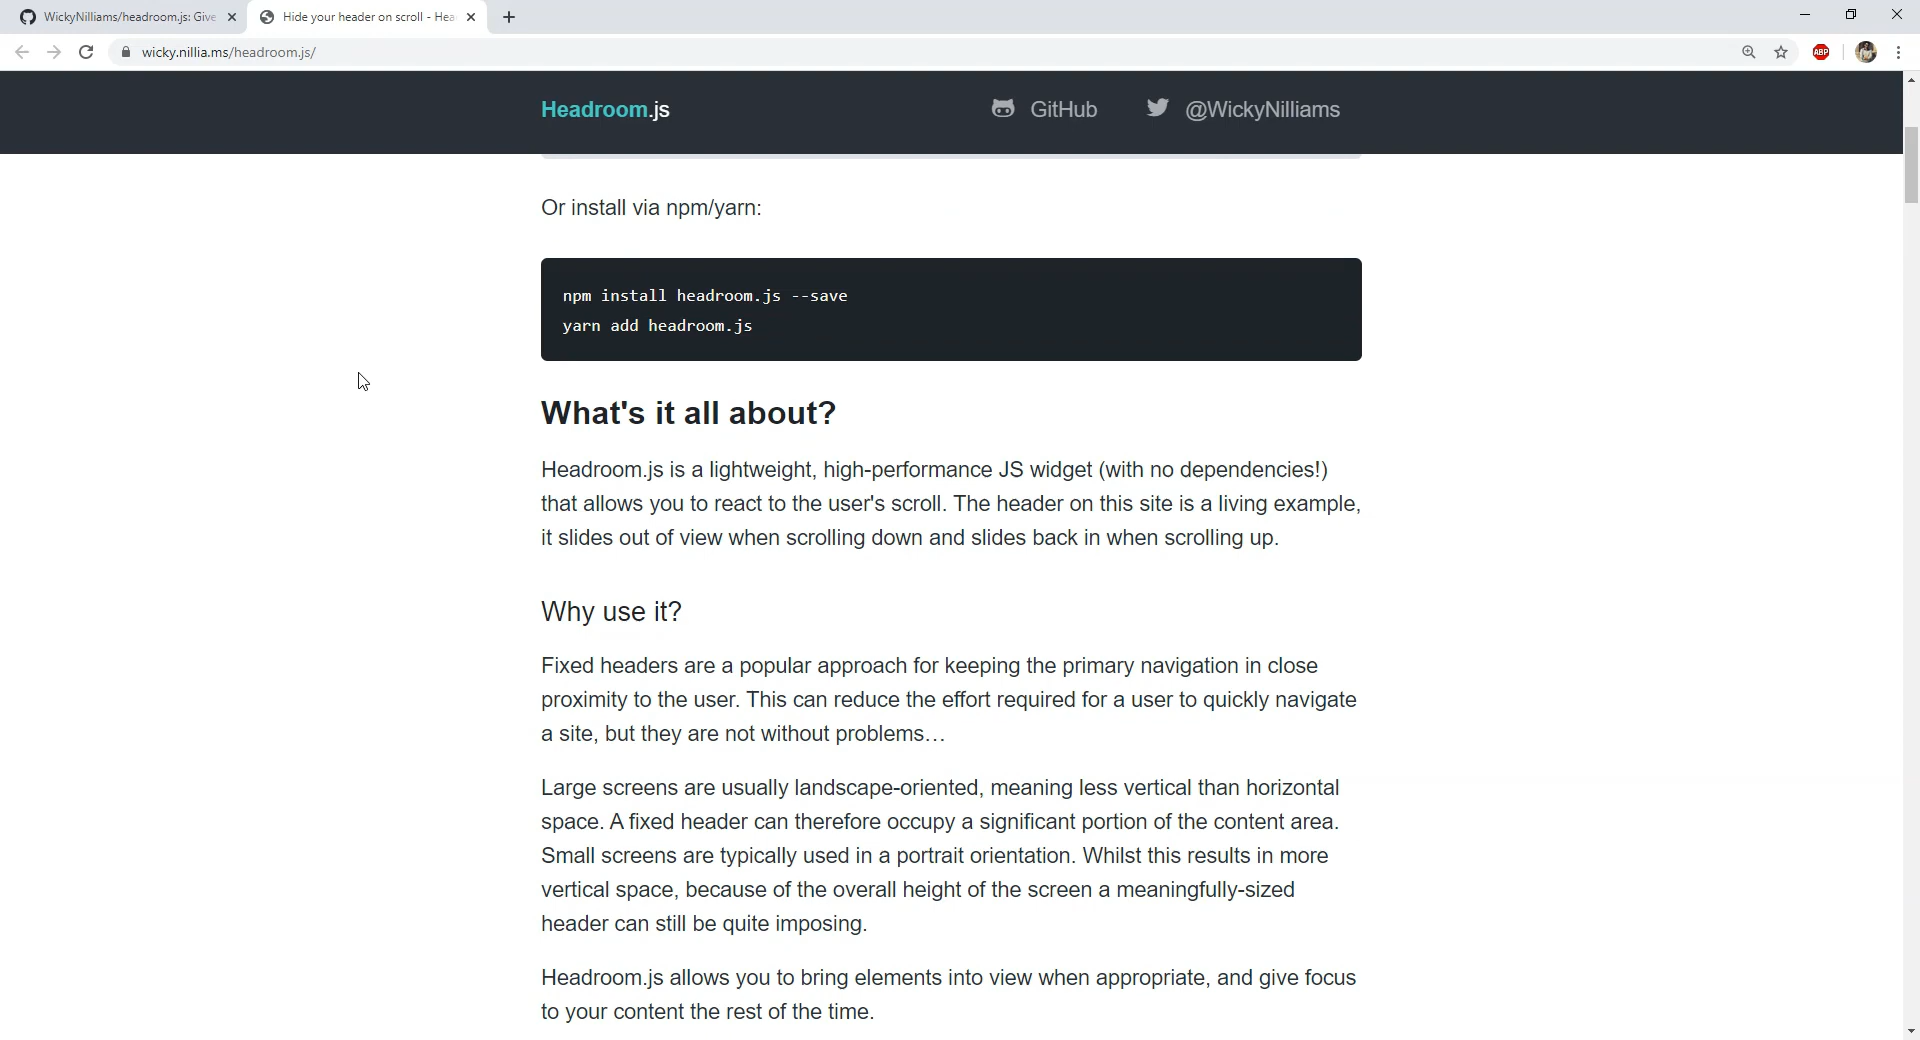 WickyNilliams/headroom.js: Give
Hide your header on scroll - Hea
wicky.nillia.ms/headroom.js/
ABP
Headroom.js
GitHub
@WickyNilliams
Or install via npm/yarn:
npm install headroom.js --save
yarn add headroom.js
What's it all about?
Headroom.js is a lightweight, high-performance JS widget (with no dependencies!)
that allows you to react to the user's scroll. The header on this site is a living example,
it slides out of view when scrolling down and slides back in when scrolling up.
Why use it?
Fixed headers are a popular approach for keeping the primary navigation in close
proximity to the user. This can reduce the effort required for a user to quickly navigate
a site, but they are not without problems…
Large screens are usually landscape-oriented, meaning less vertical than horizontal
space. A fixed header can therefore occupy a significant portion of the content area.
Small screens are typically used in a portrait orientation. Whilst this results in more
vertical space, because of the overall height of the screen a meaningfully-sized
header can still be quite imposing.
Headroom.js allows you to bring elements into view when appropriate, and give focus
to your content the rest of the time.